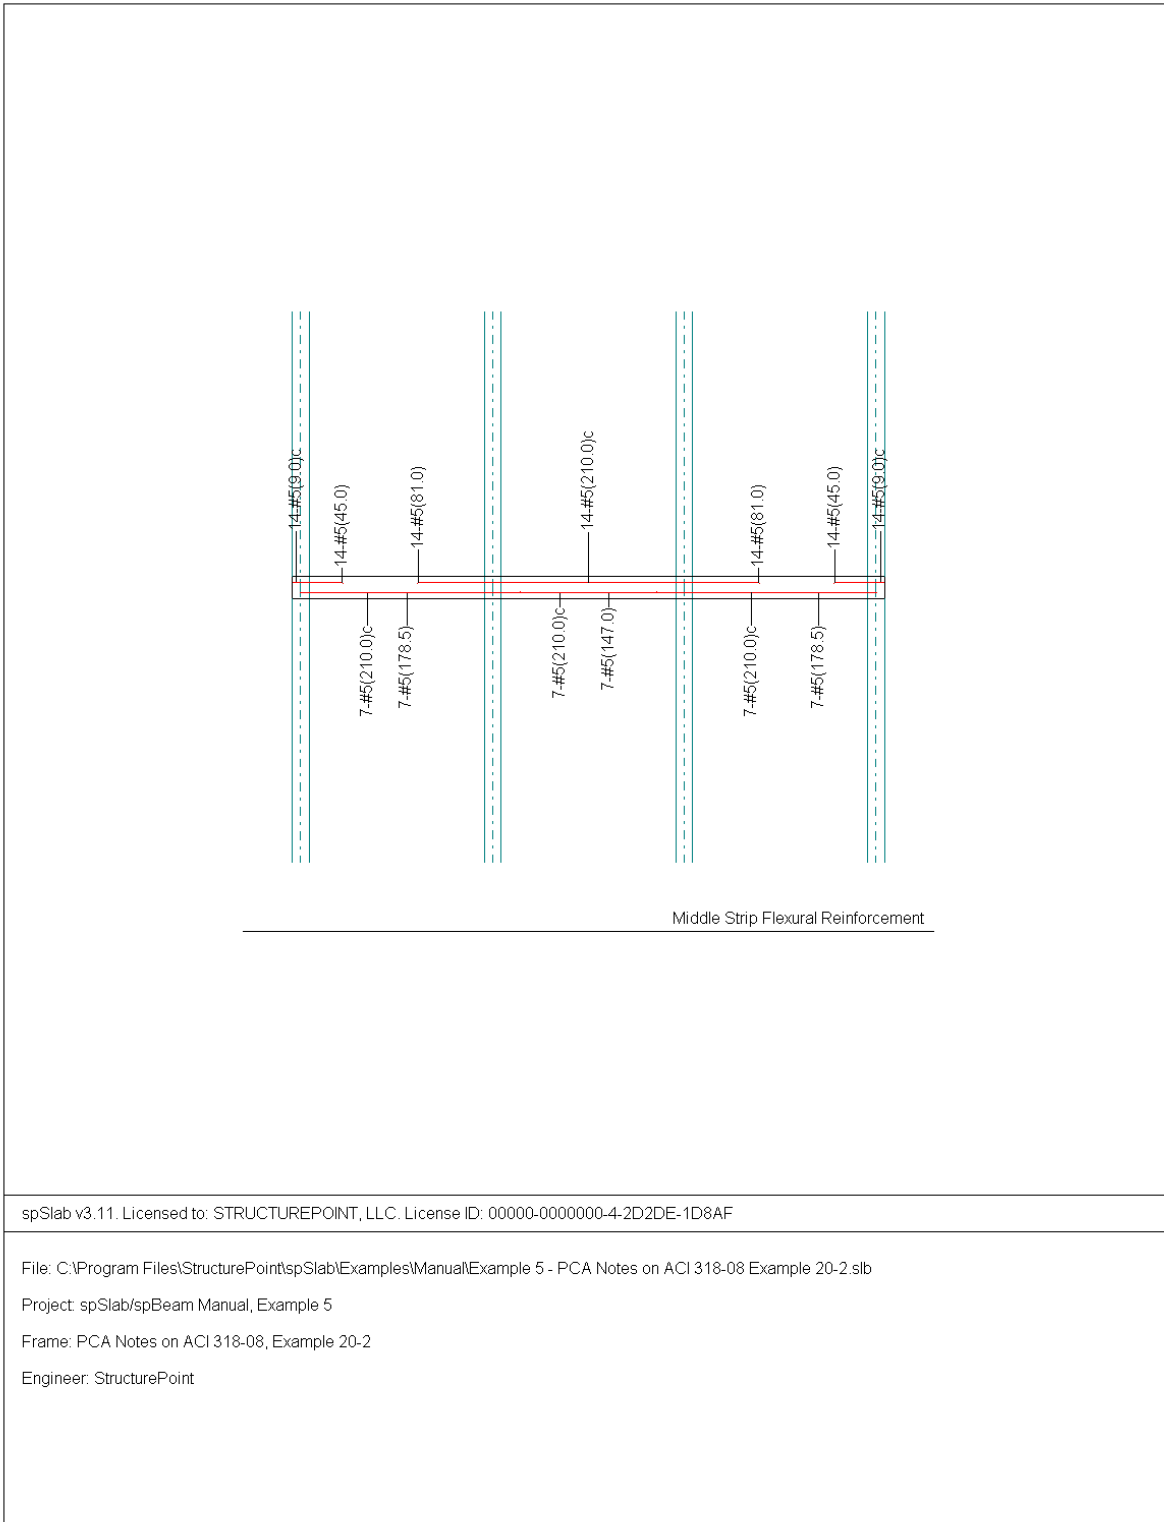 14-#5(9.0)c
14-#5(45.0)
14-#5(81.0)
14-#5(210.0)c
14-#5(81.0)
14-#5(45.0)
14-#5(9.0)c
7-#5(210.0)c
7-#5(178.5)
7-#5(210.0)c
7-#5(147.0)
7-#5(210.0)c
7-#5(178.5)
Middle Strip Flexural Reinforcement
spSlab v3.11. Licensed to: STRUCTUREPOINT, LLC. License ID: 00000-0000000-4-2D2DE-1D8AF
File: C:\Program Files\StructurePoint\spSlab\Examples\Manual\Example 5 - PCA Notes on ACI 318-08 Example 20-2.slb
Project: spSlab/spBeam Manual, Example 5
Frame: PCA Notes on ACI 318-08, Example 20-2
Engineer: StructurePoint